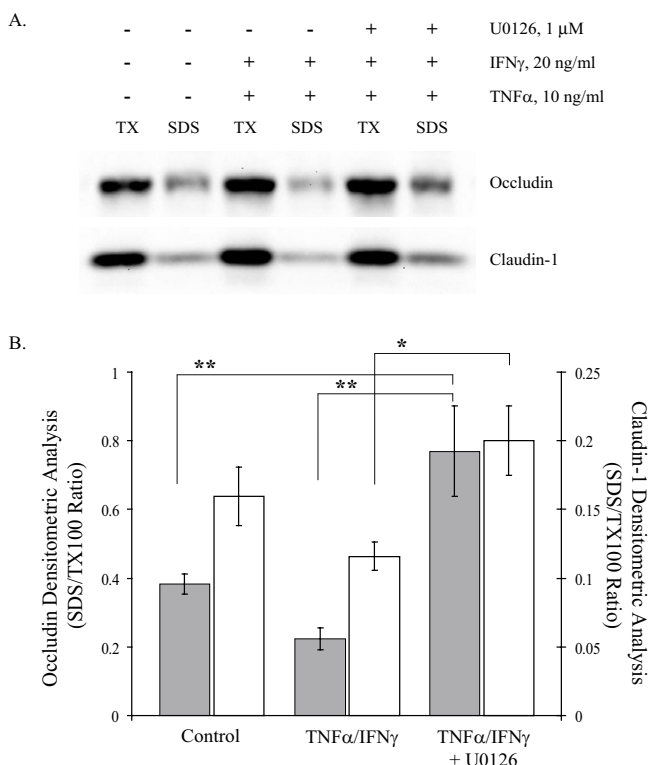 A.
- - - - + + U0126, 1 µM
- - + + + + IFNγ, 20 ng/ml
- - + + + + TNFα, 10 ng/ml
TX SDS TX SDS TX SDS
Occludin
Claudin-1
B.
Occludin Densitometric Analysis
(SDS/TX100 Ratio)
1
0.8
0.6
0.4
0.2
0
** ** *
0.25
0.2
0.15
0.1
0.05
0
Claudin-1 Densitometric Analysis
(SDS/TX100 Ratio)
Control TNFα/IFNγ TNFα/IFNγ
+ U0126